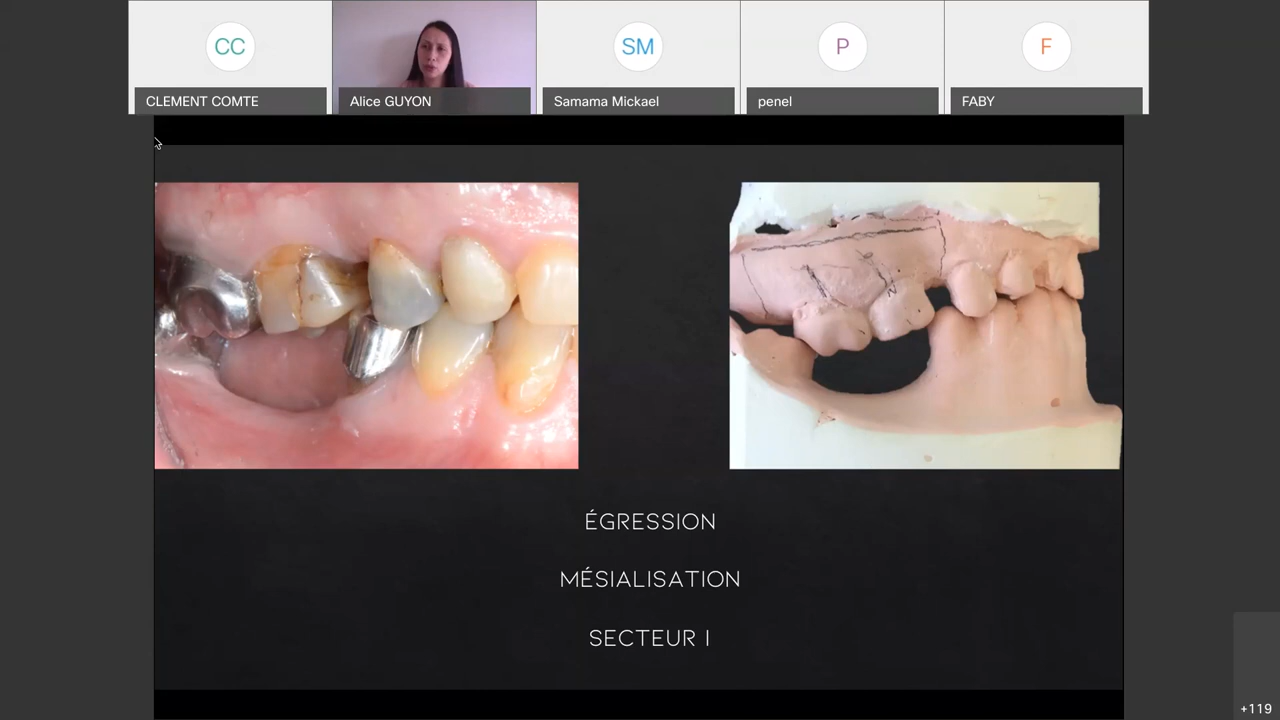 CC
SM
P
F
CLEMENT COMTE
Alice GUYON
Samama Mickael
penel
FABY
ÉGRESSION
MÉSIALISATION
SECTEUR I
+119